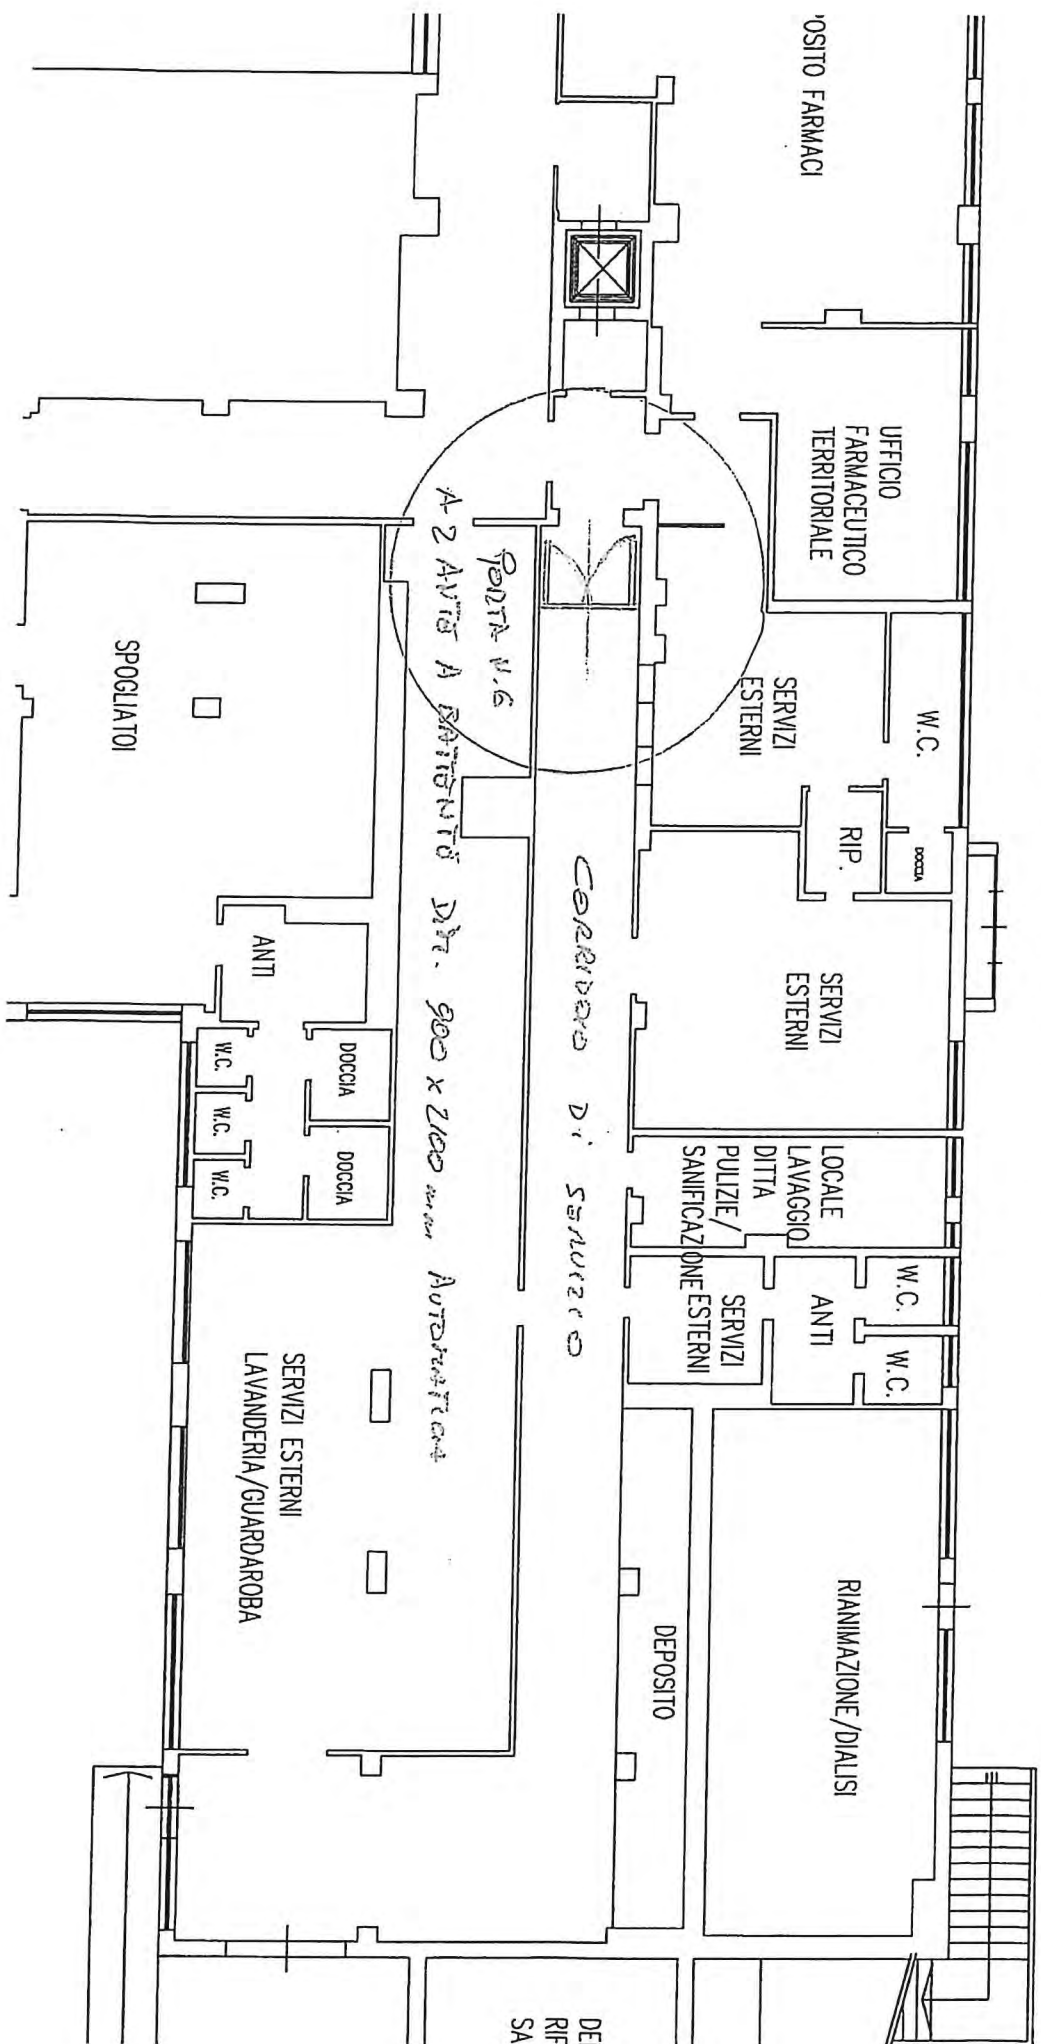 OSITO FARMACI
UFFICIO
FARMACEUTICO
TERRITORIALE
W.C.
SERVIZI
ESTERNI
RIP.
DOCCIA
SERVIZI
ESTERNI
LOCALE
LAVAGGIO
DITTA
PULIZIE/
SANIFICAZIONE
W.C.
W.C.
ANTI
SERVIZI
ESTERNI
RIANIMAZIONE/DIALISI
DEPOSITO
CORRIDOIO Di SERVIZIO
PORTA N.6
A 2 ANTE A BATTENTE Dim. 900 x 2100 mm AUTOMATICA
SPOGLIATOI
ANTI
DOCCIA
DOCCIA
W.C.
W.C.
W.C.
SERVIZI ESTERNI
LAVANDERIA/GUARDAROBA
DE
RIF
SA